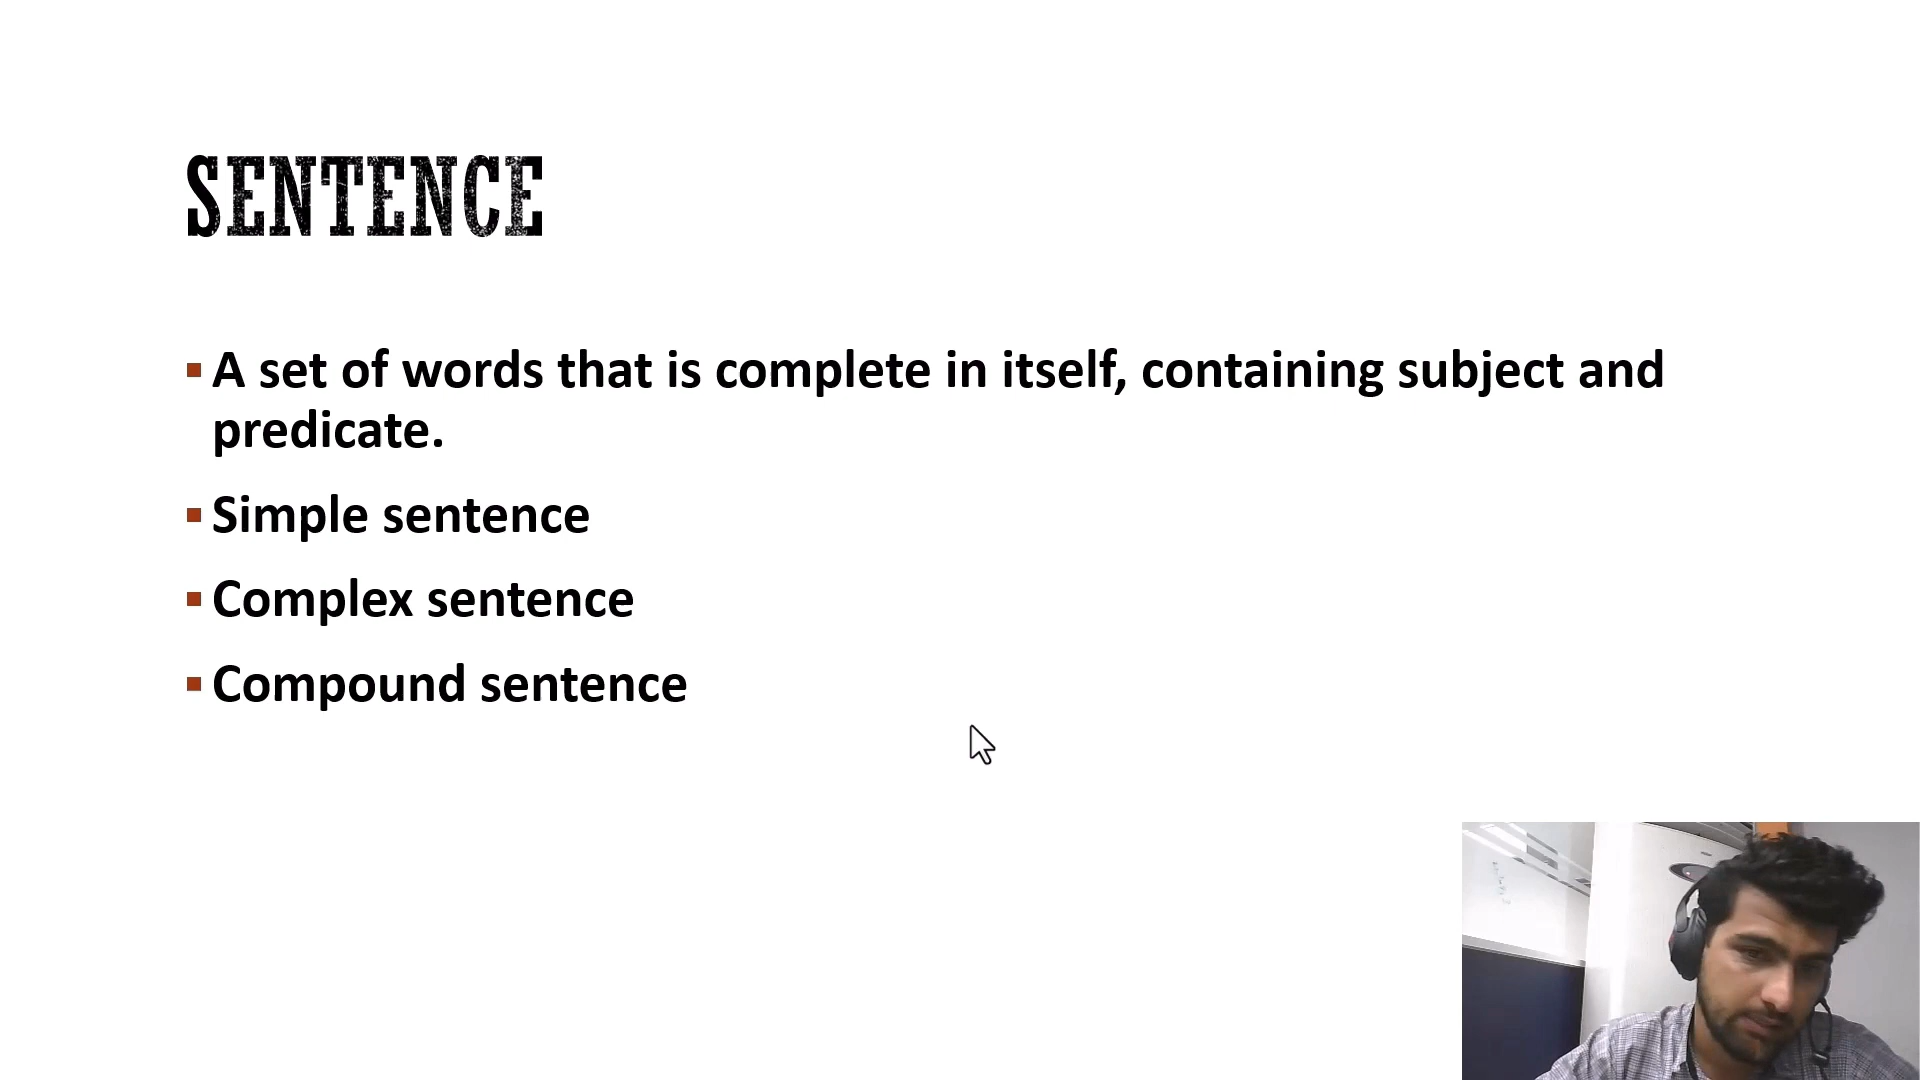 SENTENCE
A set of words that is complete in itself, containing subject and
predicate.
Simple sentence
Complex sentence
Compound sentence